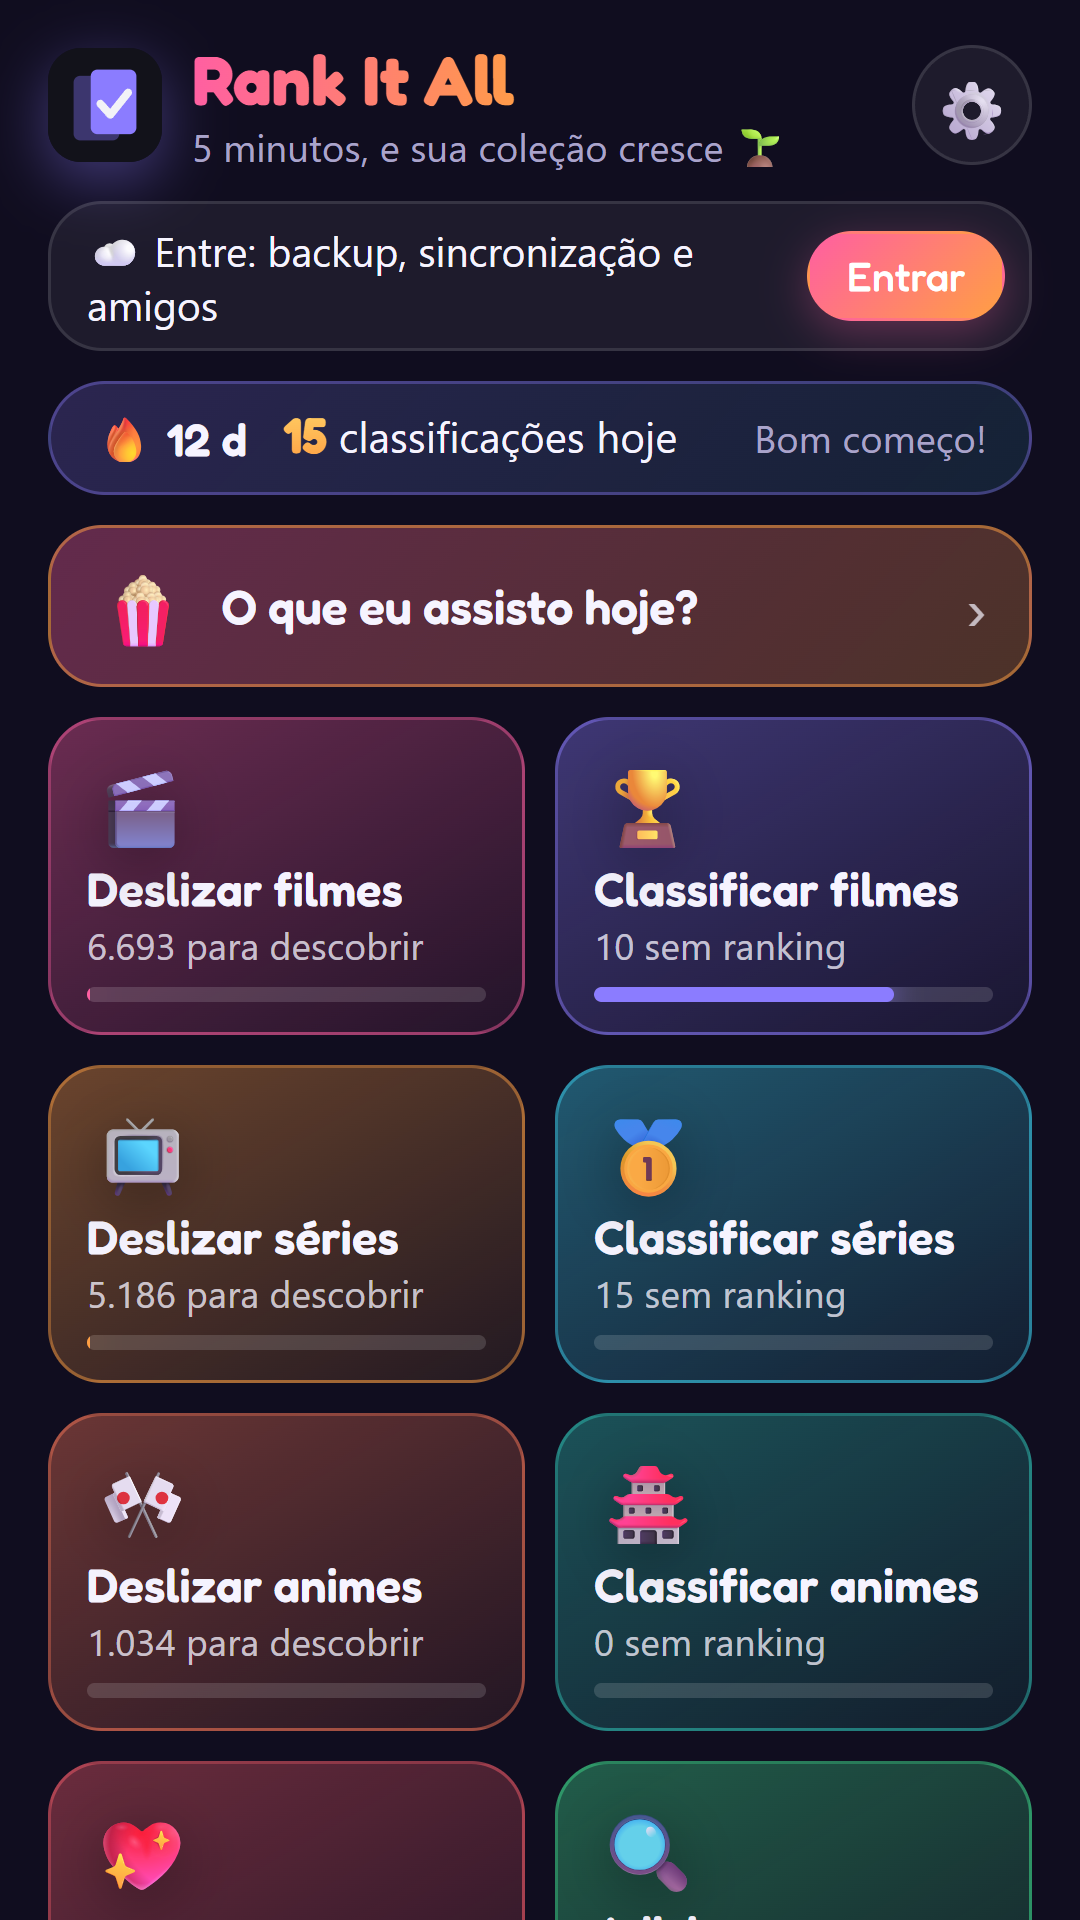 Rank It All
5 minutos, e sua coleção cresce
Entre: backup, sincronização e
amigos
Entrar
12 d 15 classificações hoje Bom começo!
O que eu assisto hoje?
Deslizar filmes
6.693 para descobrir
Classificar filmes
10 sem ranking
Deslizar séries
5.186 para descobrir
1
Classificar séries
15 sem ranking
Deslizar animes
1.034 para descobrir
Classificar animes
0 sem ranking